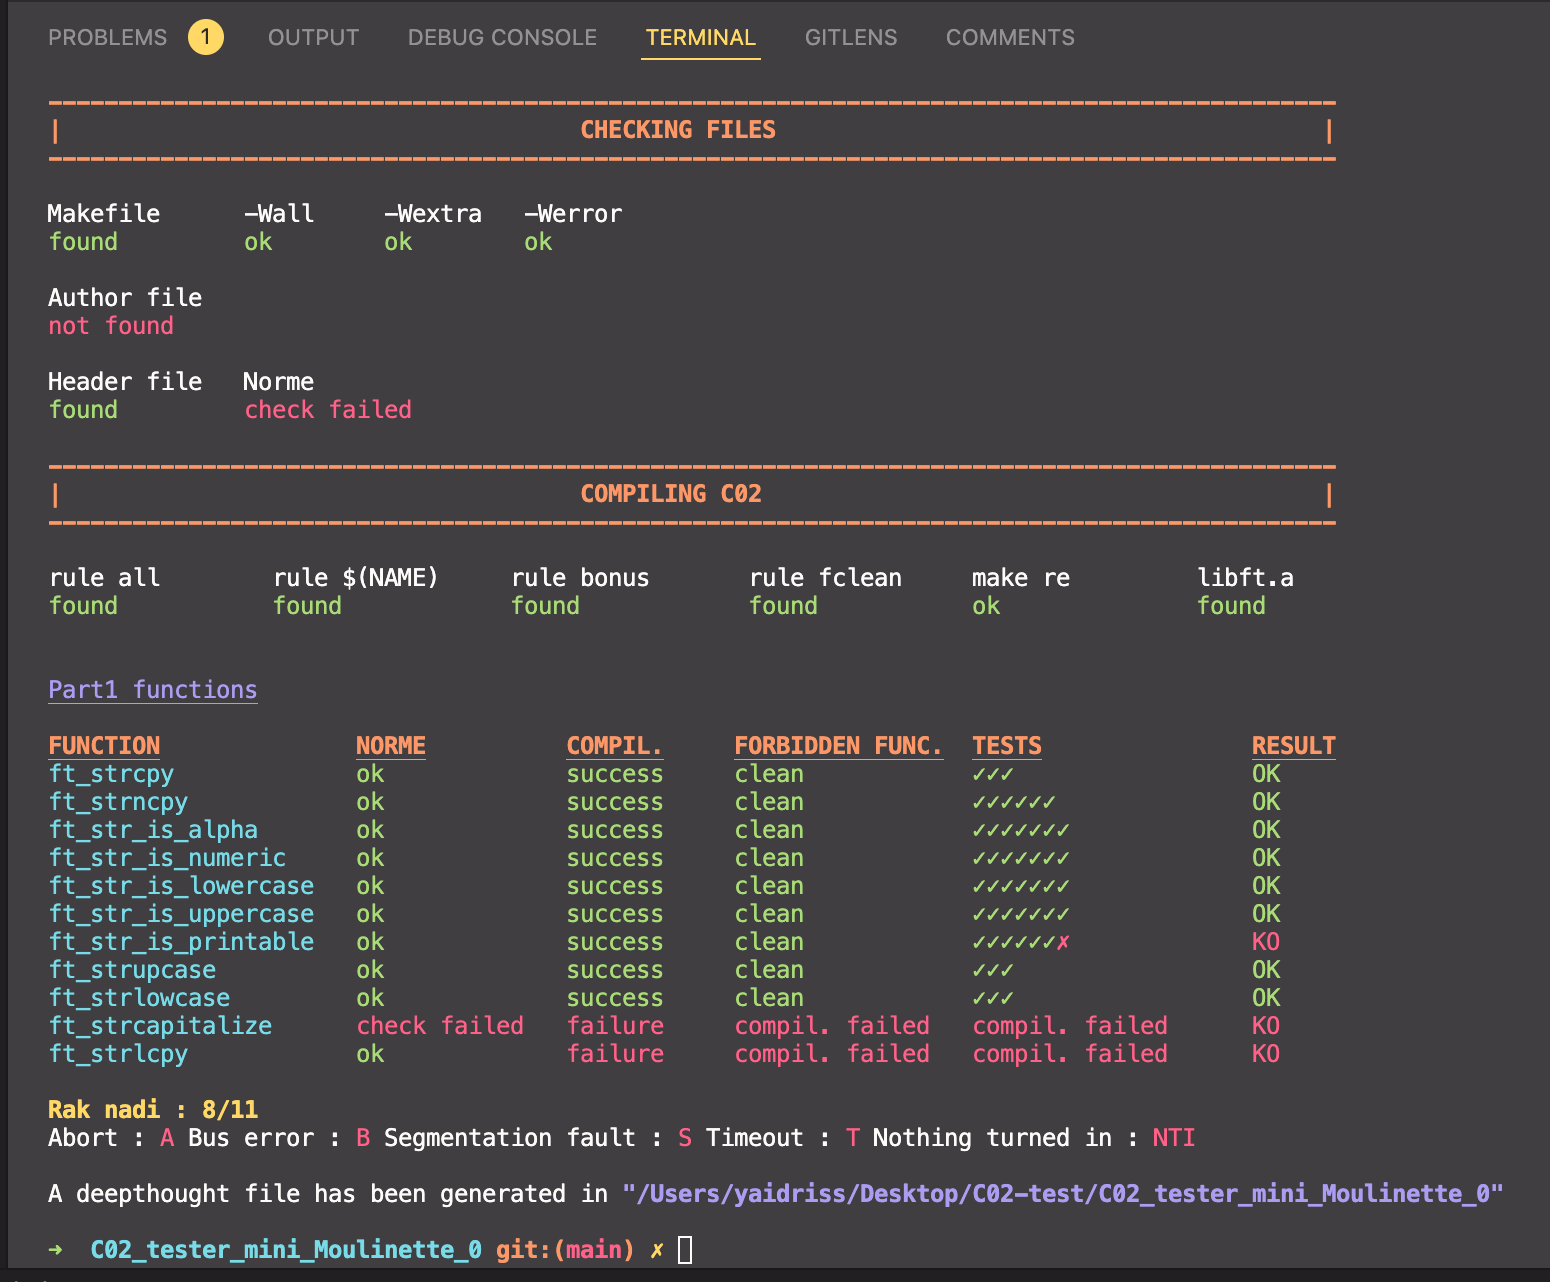 PROBLEMS 1 OUTPUT DEBUG CONSOLE TERMINAL GITLENS COMMENTS
| CHECKING FILES |
Makefile -Wall -Wextra -Werror
found ok ok ok
Author file
not found
Header file Norme
found check failed
| COMPILING C02 |
rule all rule $(NAME) rule bonus rule fclean make re libft.a
found found found found ok found
Part1 functions
FUNCTION NORME COMPIL. FORBIDDEN FUNC. TESTS RESULT
ft_strcpy ok success clean ✓✓✓ OK
ft_strncpy ok success clean ✓✓✓✓✓✓ OK
ft_str_is_alpha ok success clean ✓✓✓✓✓✓✓ OK
ft_str_is_numeric ok success clean ✓✓✓✓✓✓✓ OK
ft_str_is_lowercase ok success clean ✓✓✓✓✓✓✓ OK
ft_str_is_uppercase ok success clean ✓✓✓✓✓✓✓ OK
ft_str_is_printable ok success clean ✓✓✓✓✓✓✗ KO
ft_strupcase ok success clean ✓✓✓ OK
ft_strlowcase ok success clean ✓✓✓ OK
ft_strcapitalize check failed failure compil. failed compil. failed KO
ft_strlcpy ok failure compil. failed compil. failed KO
Rak nadi : 8/11
Abort : A Bus error : B Segmentation fault : S Timeout : T Nothing turned in : NTI
A deepthought file has been generated in "/Users/yaidriss/Desktop/C02-test/C02_tester_mini_Moulinette_0"
➜ C02_tester_mini_Moulinette_0 git:(main) ✗